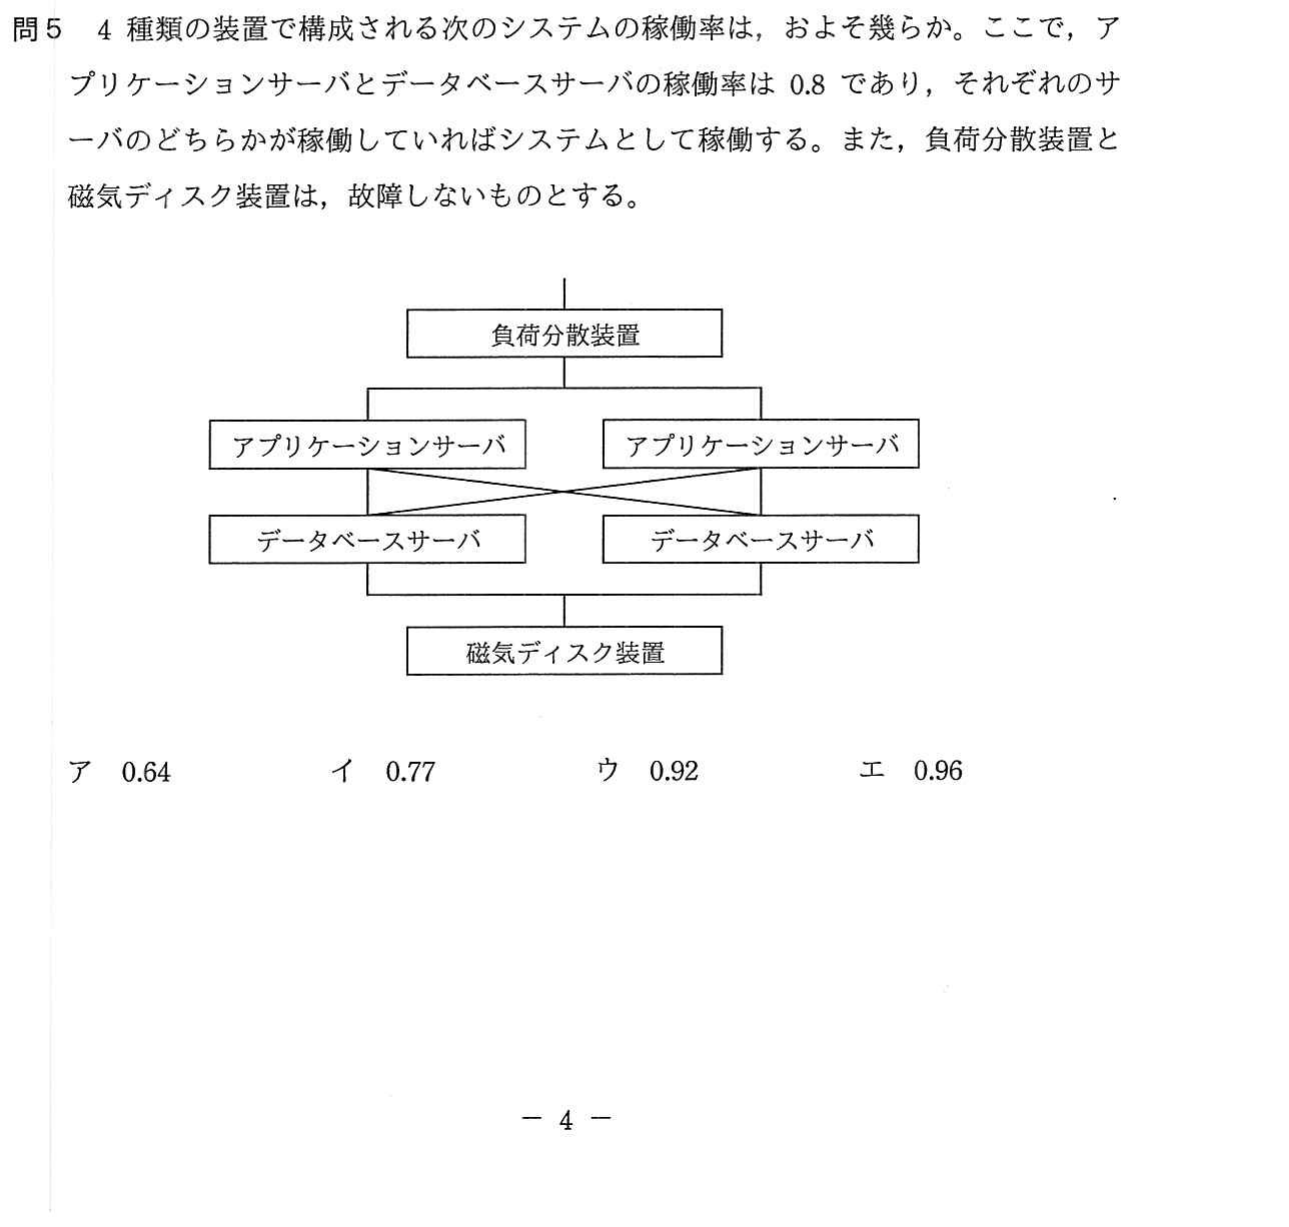 問5 4 種類の装置で構成される次のシステムの稼働率は，およそ幾らか。ここで，ア
プリケーションサーバとデータベースサーバの稼働率は 0.8 であり，それぞれのサ
ーバのどちらかが稼働していればシステムとして稼働する。また，負荷分散装置と
磁気ディスク装置は，故障しないものとする。
負荷分散装置
アプリケーションサーバ アプリケーションサーバ
データベースサーバ データベースサーバ
磁気ディスク装置
ア 0.64 イ 0.77 ウ 0.92 エ 0.96
－ 4 －